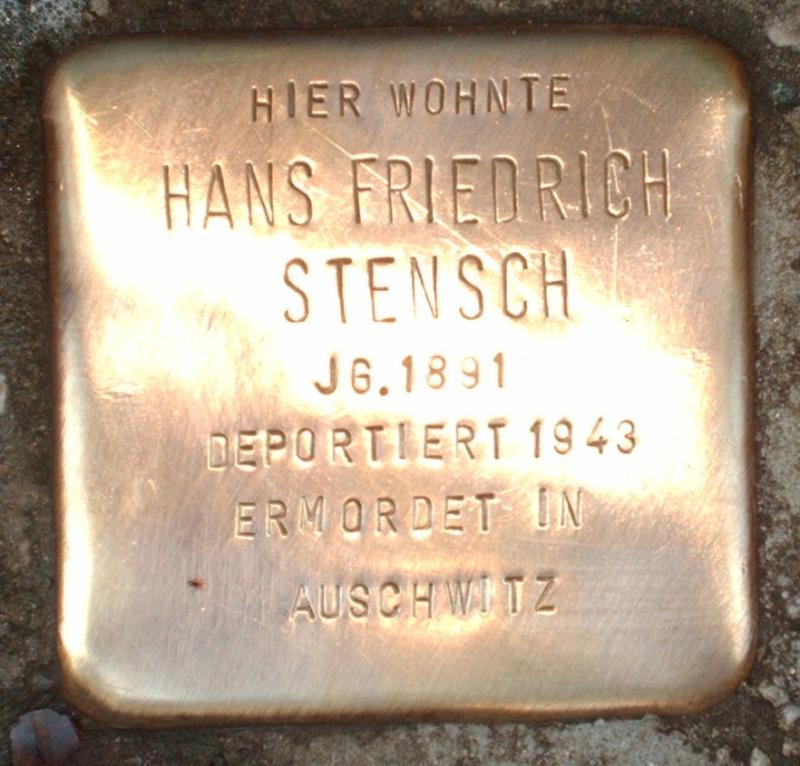 HIER WOHNTE
HANS FRIEDRICH
STENSCH
JG. 1891
DEPORTIERT 1943
ERMORDET IN
AUSCHWITZ